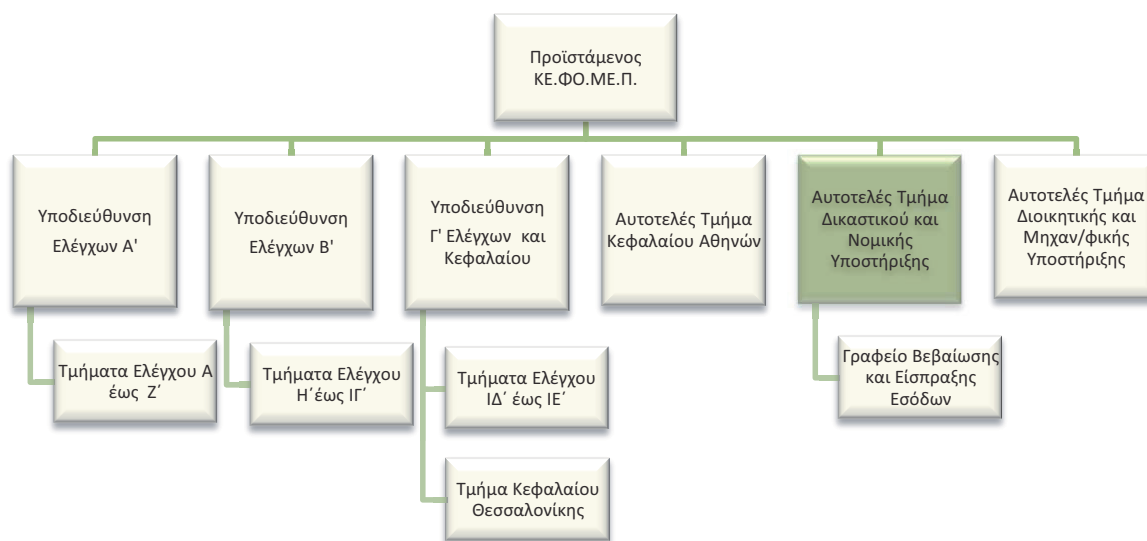 Προϊστάμενος
ΚΕ.ΦΟ.ΜΕ.Π.
Υποδιεύθυνση
Ελέγχων Α'
Υποδιεύθυνση
Ελέγχων Β'
Υποδιεύθυνση
Γ' Ελέγχων και
Κεφαλαίου
Αυτοτελές Τμήμα
Κεφαλαίου Αθηνών
Αυτοτελές Τμήμα
Δικαστικού και
Νομικής
Υποστήριξης
Αυτοτελές Τμήμα
Διοικητικής και
Μηχαν/φικής
Υποστήριξης
Τμήματα Ελέγχου Α
έως Ζ΄
Τμήματα Ελέγχου
Η΄έως ΙΓ΄
Τμήματα Ελέγχου
ΙΔ΄ έως ΙΕ΄
Τμήμα Κεφαλαίου
Θεσσαλονίκης
Γραφείο Βεβαίωσης
και Είσπραξης
Εσόδων